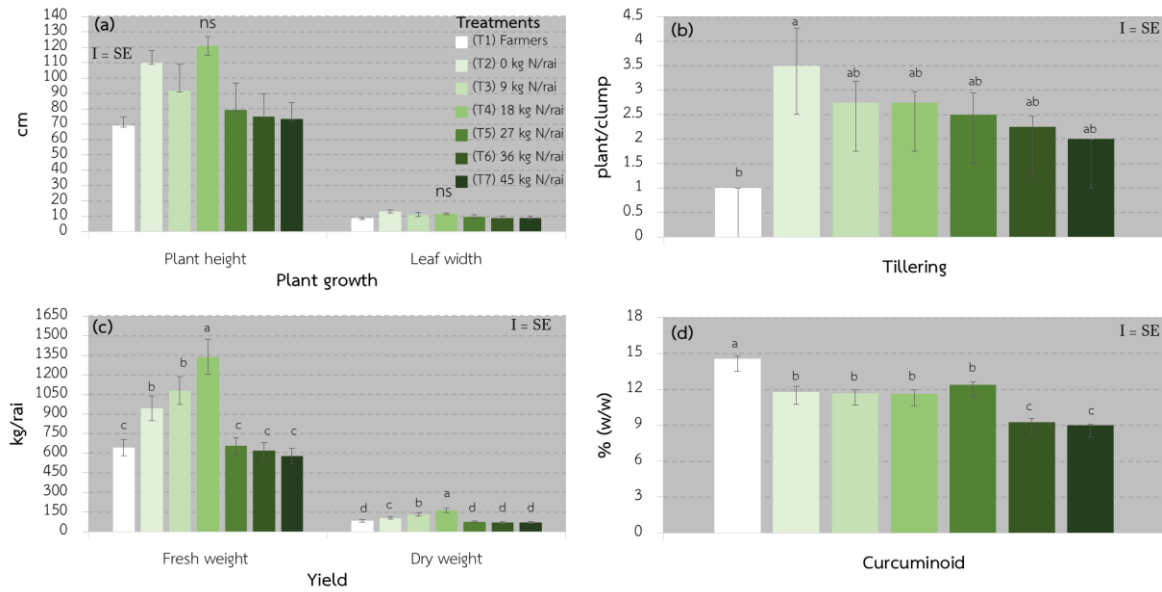 (a)
ns
I = SE
Treatments
(T1) Farmers
(T2) 0 kg N/rai
(T3) 9 kg N/rai
(T4) 18 kg N/rai
(T5) 27 kg N/rai
(T6) 36 kg N/rai
(T7) 45 kg N/rai
ns
140
130
120
110
100
90
80
70
60
50
40
30
20
10
0
cm
Plant height
Leaf width
Plant growth
(b)
I = SE
a
ab
ab
ab
ab
ab
b
4.5
4
3.5
3
2.5
2
1.5
1
0.5
0
plant/clump
Tillering
(c)
I = SE
c
b
b
a
c
c
c
d
c
b
a
d
d
d
1650
1500
1350
1200
1050
900
750
600
450
300
150
0
kg/rai
Fresh weight
Dry weight
Yield
(d)
I = SE
a
b
b
b
b
c
c
18
15
12
9
6
3
0
% (w/w)
Curcuminoid